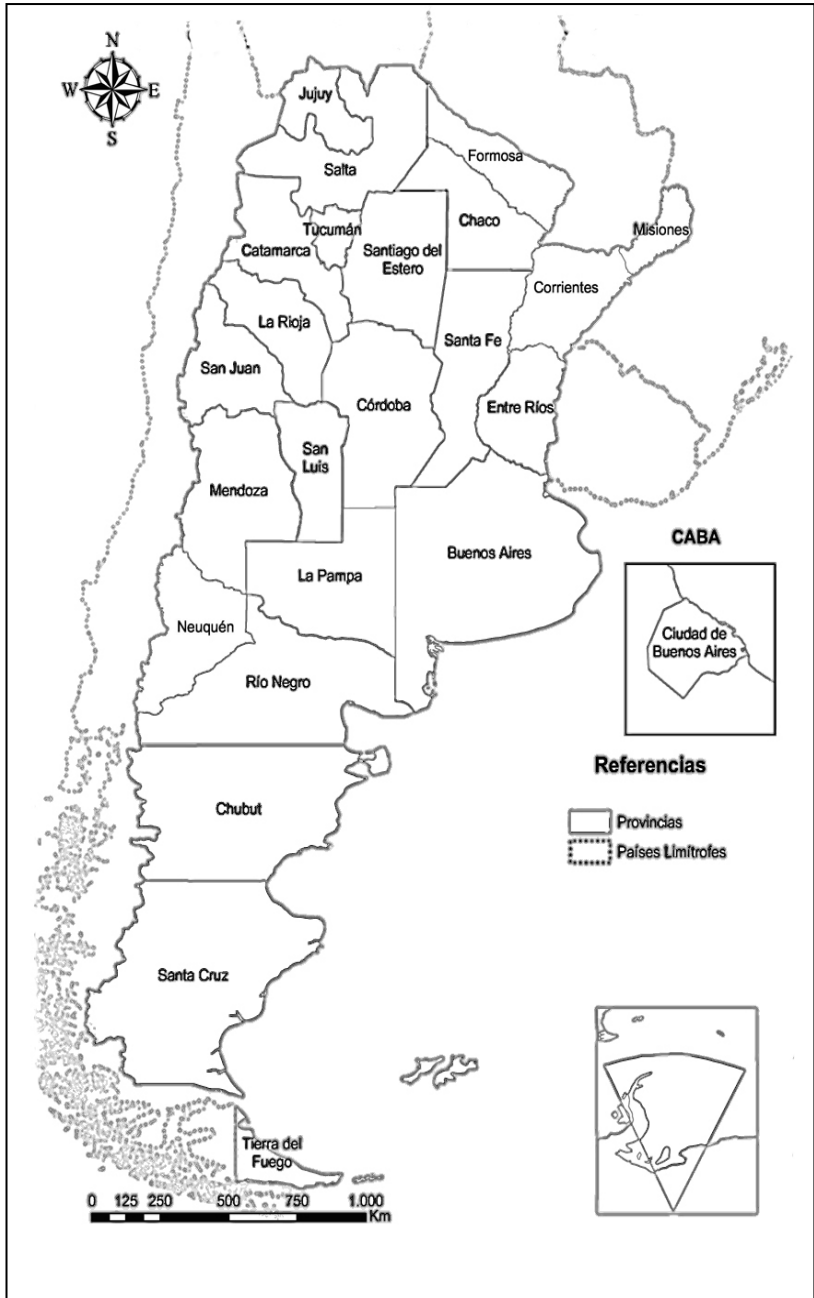 N
W E
S
Jujuy
Formosa
Salta
Chaco
Tucumán
Misiones
Catamarca
Santiago del
Estero
Corrientes
La Rioja
Santa Fe
San Juan
Córdoba
Entre Ríos
San
Luis
Mendoza
CABA
Buenos Aires
La Pampa
Neuquén
Ciudad de
Buenos Aires
Río Negro
Referencias
Chubut
Provincias
Países Limítrofes
Santa Cruz
Tierra del
Fuego
0 125 250 500 750 1.000
Km